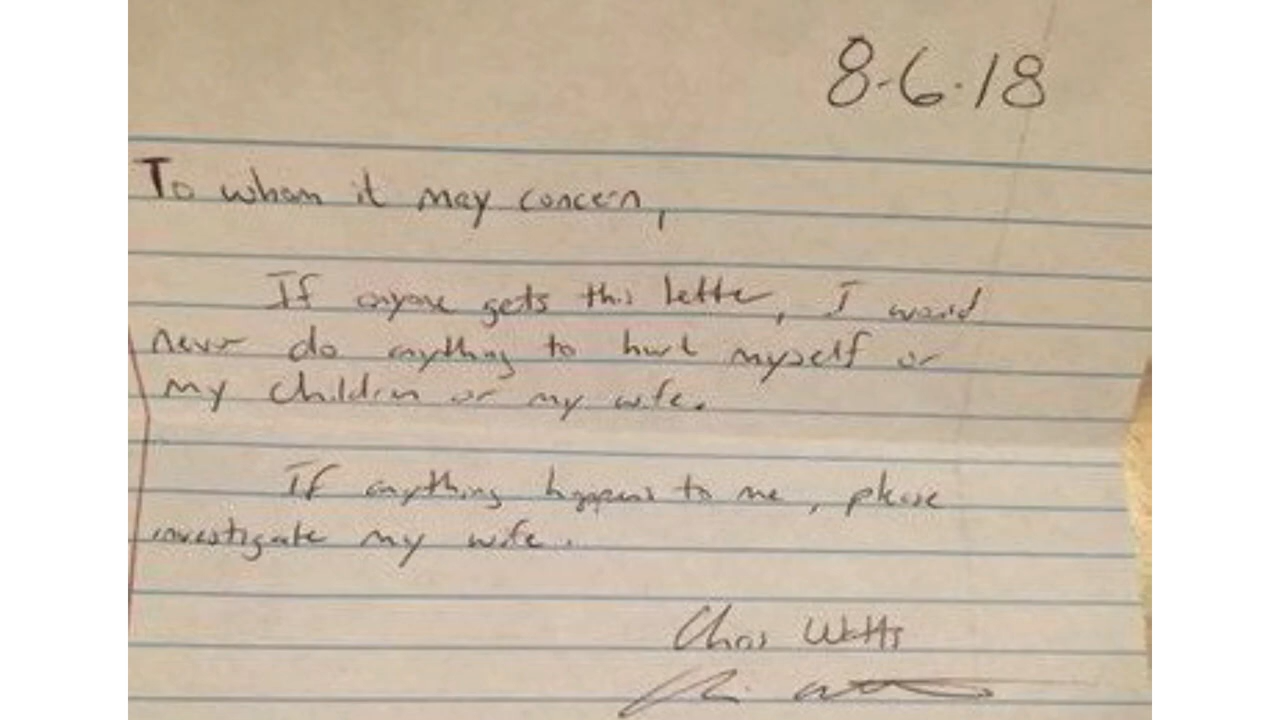 8-6-18
To whom it may concern,
If anyone gets this letter, I would
never do anything to hurt myself or
my children or my wife.
If anything happens to me, please
investigate my wife.
Chris Watts